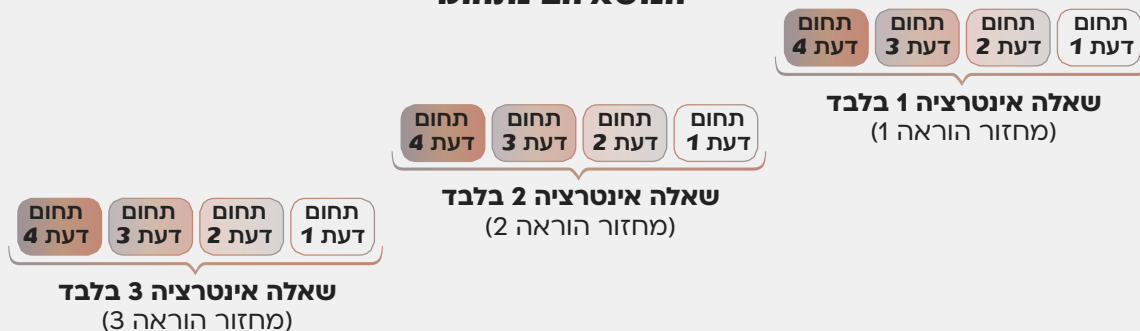 תחום דעת 1
תחום דעת 2
תחום דעת 3
תחום דעת 4
שאלה אינטרציה 1 בלבד
(מחזור הוראה 1)
תחום דעת 1
תחום דעת 2
תחום דעת 3
תחום דעת 4
שאלה אינטרציה 2 בלבד
(מחזור הוראה 2)
תחום דעת 1
תחום דעת 2
תחום דעת 3
תחום דעת 4
שאלה אינטרציה 3 בלבד
(מחזור הוראה 3)